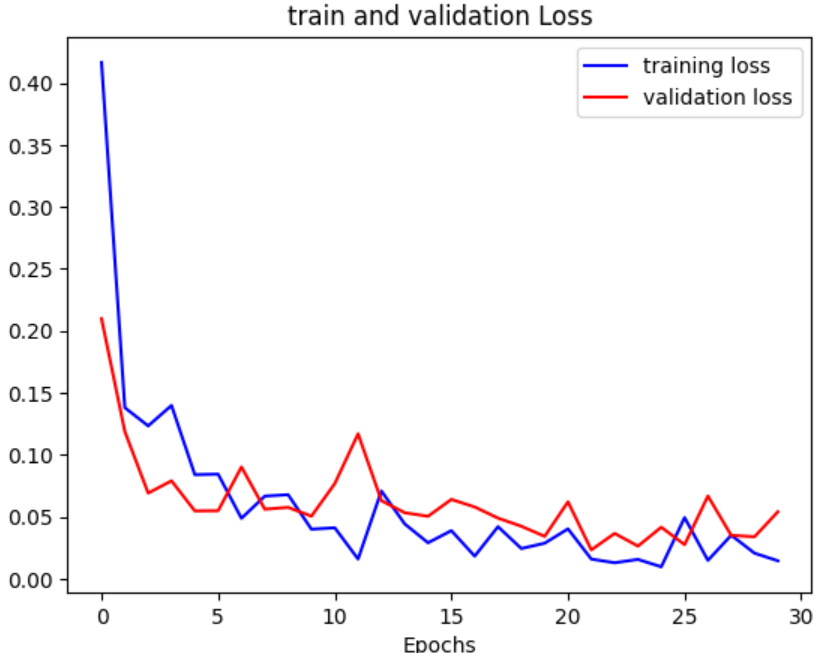 train and validation Loss
training loss
validation loss
0.40
0.35
0.30
0.25
0.20
0.15
0.10
0.05
0.00
0 5 10 15 20 25 30
Epochs